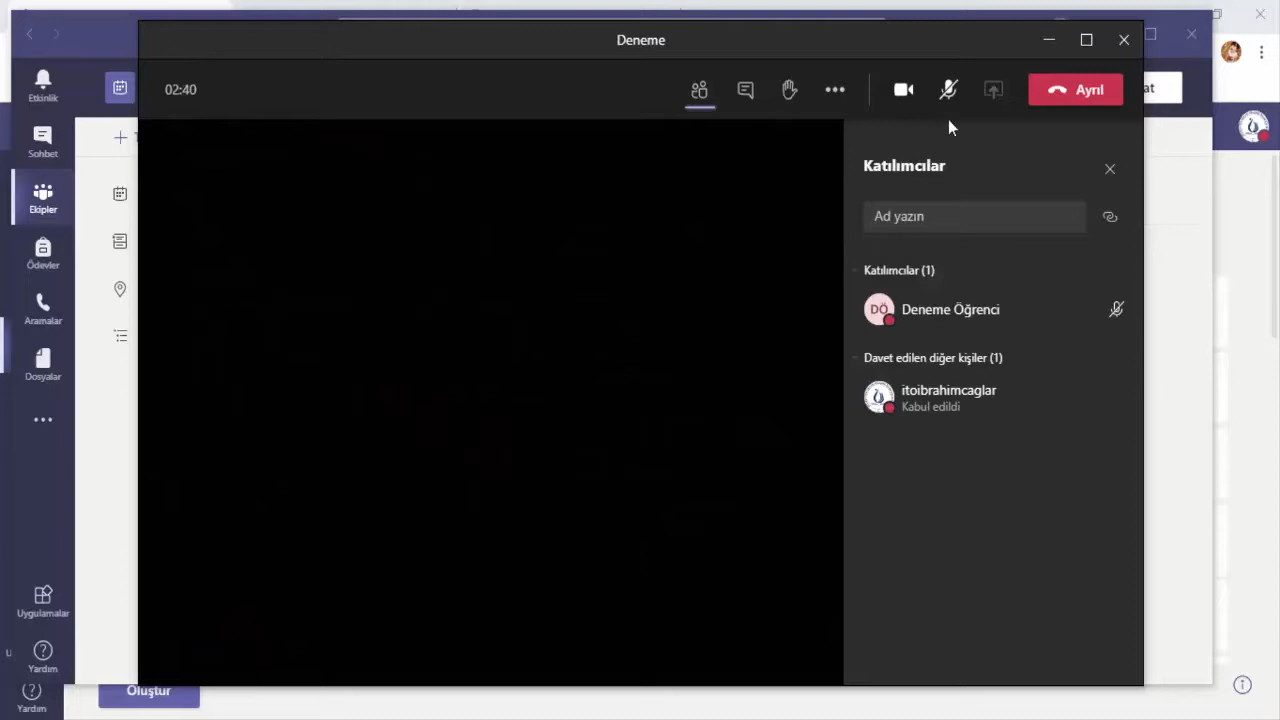 Deneme
02:40
Ayrıl
at
Etkinlik
Sohbet
Ekipler
Ödevler
Aramalar
Dosyalar
Uygulamalar
Yardım
Yardım
Katılımcılar
Ad yazın
Katılımcılar (1)
DÖ
Deneme Öğrenci
Davet edilen diğer kişiler (1)
itoibrahimcaglar
Kabul edildi
Oluştur